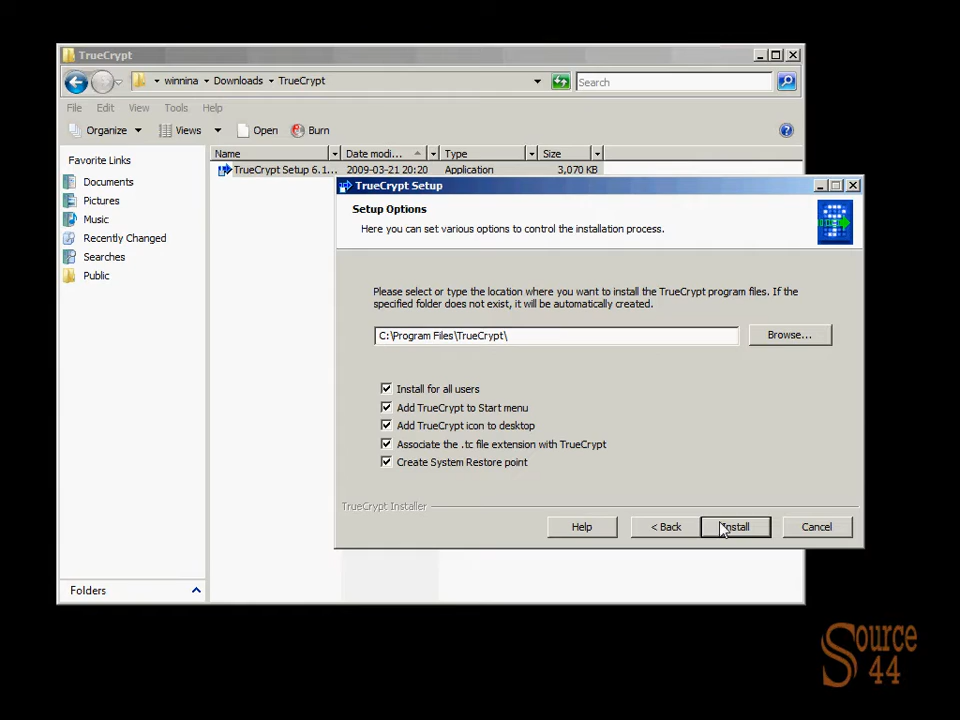 TrueCrypt
winnina Downloads TrueCrypt Search
File Edit View Tools Help
Organize Views Open Burn
Favorite Links
Documents
Pictures
Music
Recently Changed
Searches
Public
Folders
Name Date modi... Type Size
TrueCrypt Setup 6.1... 2009-03-21 20:20 Application 3,070 KB
TrueCrypt Setup
Setup Options
Here you can set various options to control the installation process.
Please select or type the location where you want to install the TrueCrypt program files. If the
specified folder does not exist, it will be automatically created.
C:\Program Files\TrueCrypt\ Browse...
Install for all users
Add TrueCrypt to Start menu
Add TrueCrypt icon to desktop
Associate the .tc file extension with TrueCrypt
Create System Restore point
TrueCrypt Installer
Help < Back Install Cancel
Source
44